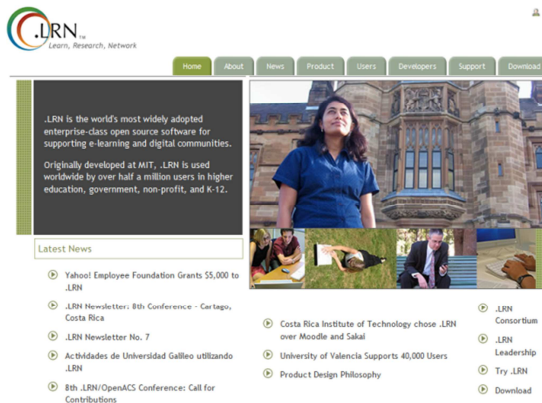 .LRN TM
Learn, Research, Network
Home About News Product Users Developers Support Download
.LRN is the world's most widely adopted
enterprise-class open source software for
supporting e-learning and digital communities.
Originally developed at MIT, .LRN is used
worldwide by over half a million users in higher
education, government, non-profit, and K-12.
Latest News
Yahoo! Employee Foundation Grants $5,000 to
.LRN
.LRN Newsletter: 8th Conference - Cartago,
Costa Rica
.LRN Newsletter No. 7
Actividades de Universidad Galileo utilizando
.LRN
8th .LRN/OpenACS Conference: Call for
Contributions
Costa Rica Institute of Technology chose .LRN
over Moodle and Sakai
University of Valencia Supports 40,000 Users
Product Design Philosophy
.LRN
Consortium
.LRN
Leadership
Try .LRN
Download